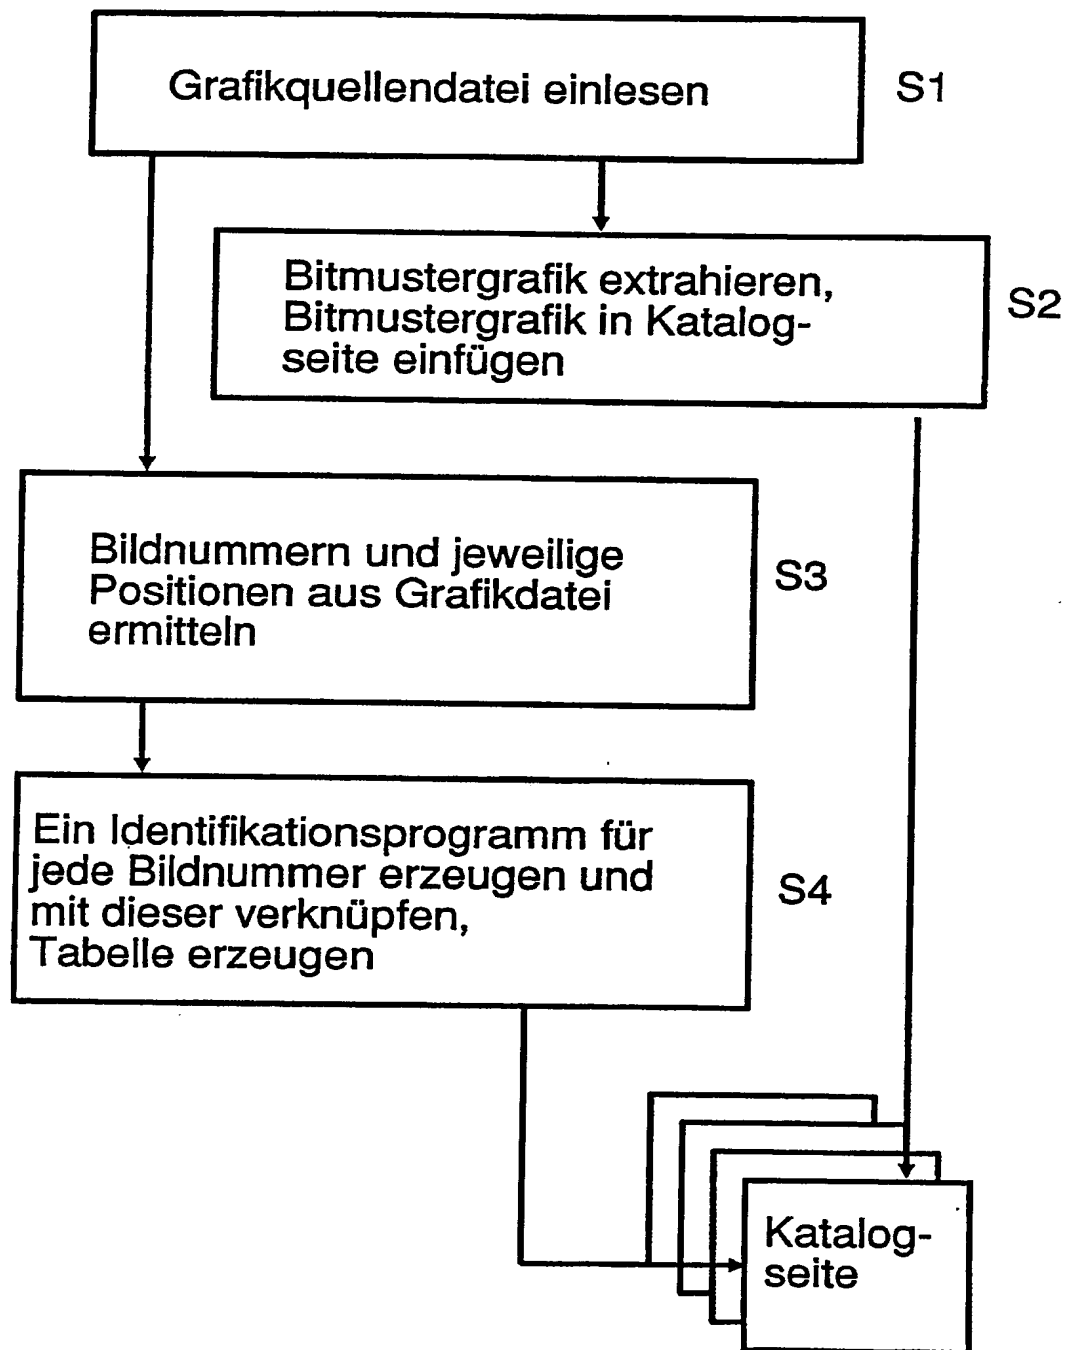 Grafikquellendatei einlesen
S1
Bitmustergrafik extrahieren,
Bitmustergrafik in Katalog-
seite einfügen
S2
Bildnummern und jeweilige
Positionen aus Grafikdatei
ermitteln
S3
Ein Identifikationsprogramm für
jede Bildnummer erzeugen und
mit dieser verknüpfen,
Tabelle erzeugen
S4
Katalog-
seite